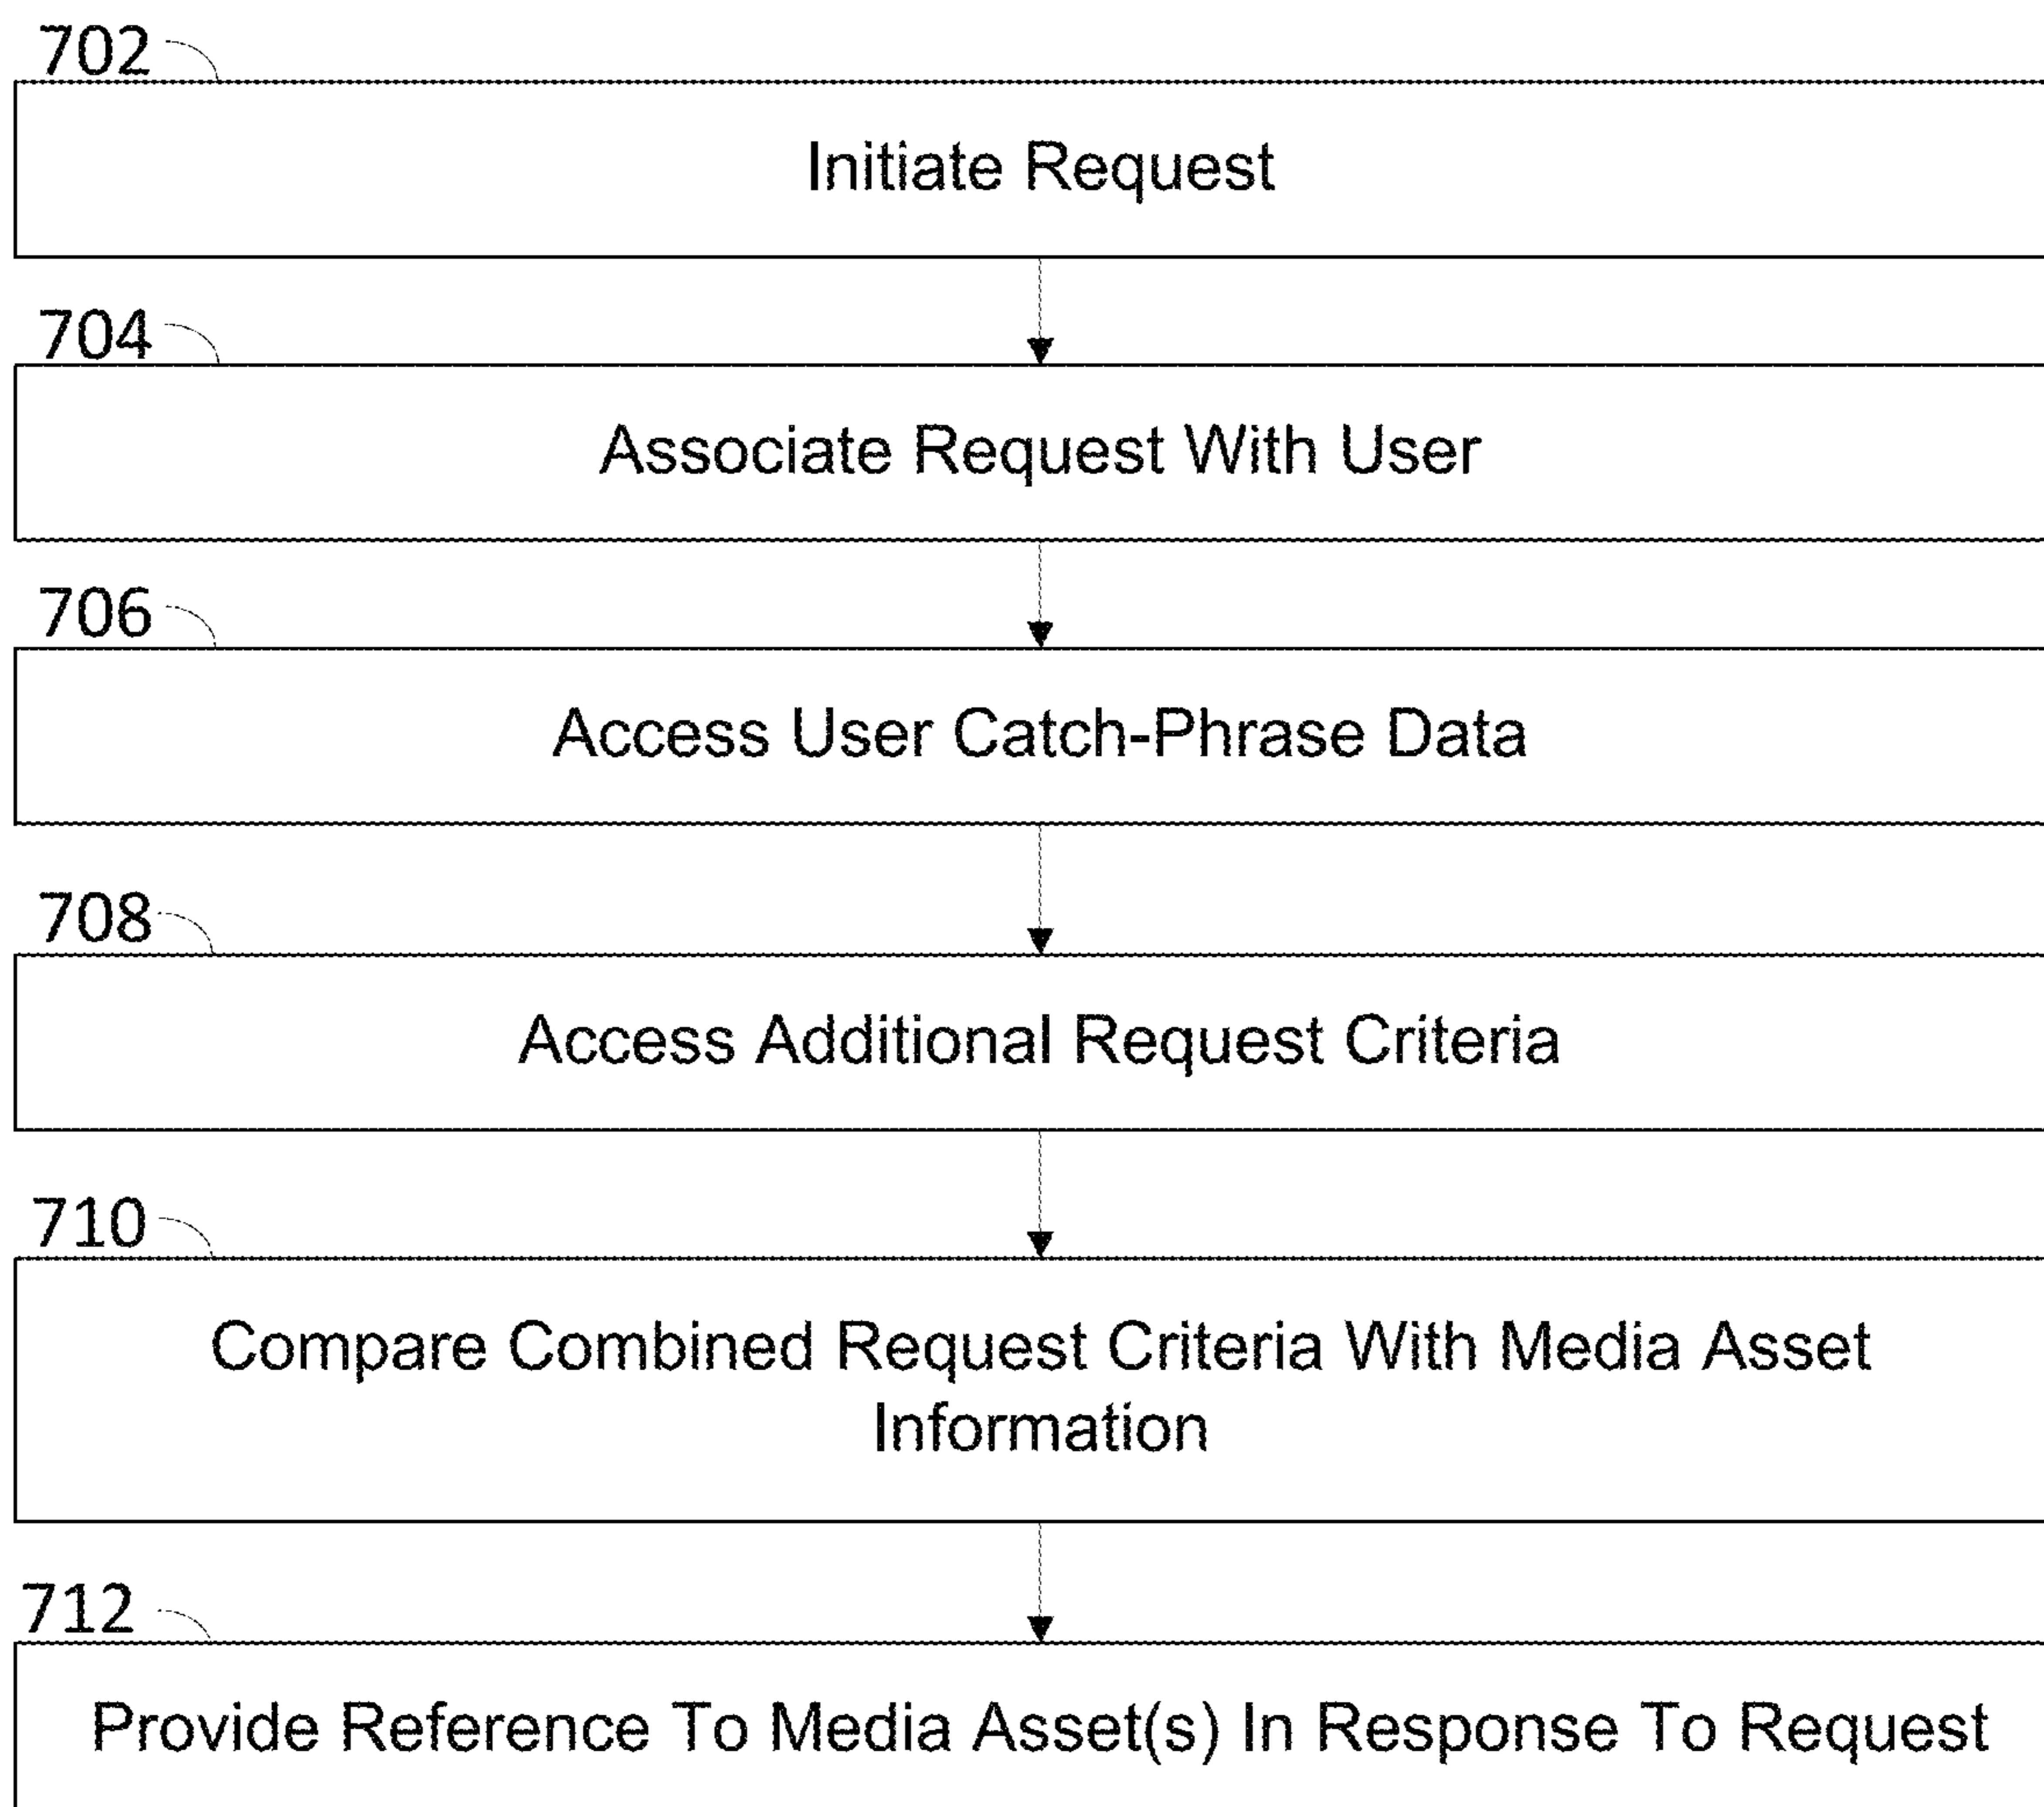 702
Initiate Request
704
Associate Request With User
706
Access User Catch-Phrase Data
708
Access Additional Request Criteria
710
Compare Combined Request Criteria With Media Asset
Information
712
Provide Reference To Media Asset(s) In Response To Request